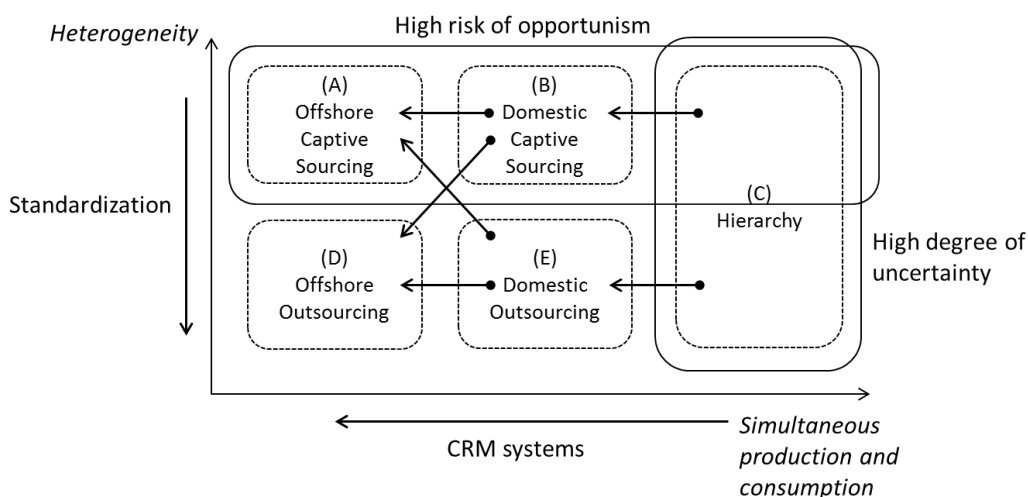 Heterogeneity
High risk of opportunism
(A)
Offshore
Captive
Sourcing
(B)
Domestic
Captive
Sourcing
(C)
Hierarchy
Standardization
(D)
Offshore
Outsourcing
(E)
Domestic
Outsourcing
High degree of
uncertainty
CRM systems
Simultaneous
production and
consumption